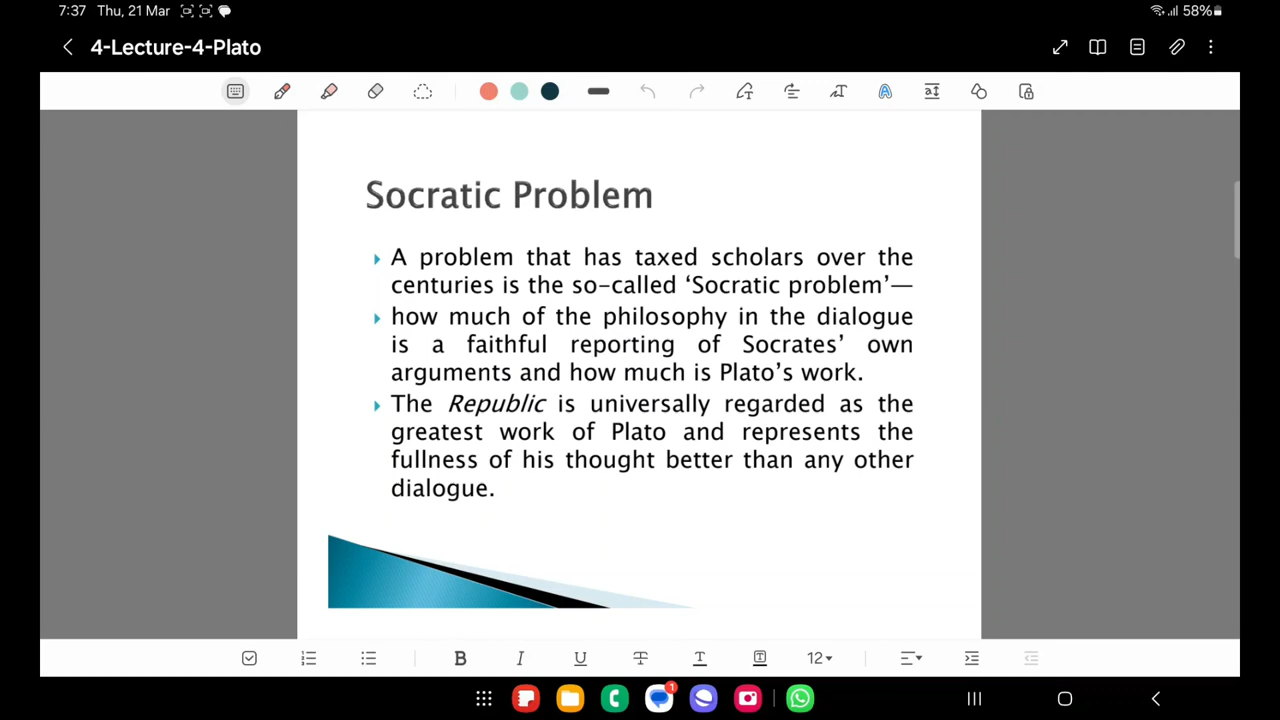 7:37 Thu, 21 Mar
58%
4-Lecture-4-Plato
Socratic Problem
A problem that has taxed scholars over the
centuries is the so-called ‘Socratic problem’—
how much of the philosophy in the dialogue
is a faithful reporting of Socrates’ own
arguments and how much is Plato’s work.
The Republic is universally regarded as the
greatest work of Plato and represents the
fullness of his thought better than any other
dialogue.
B I U T T T 12
1